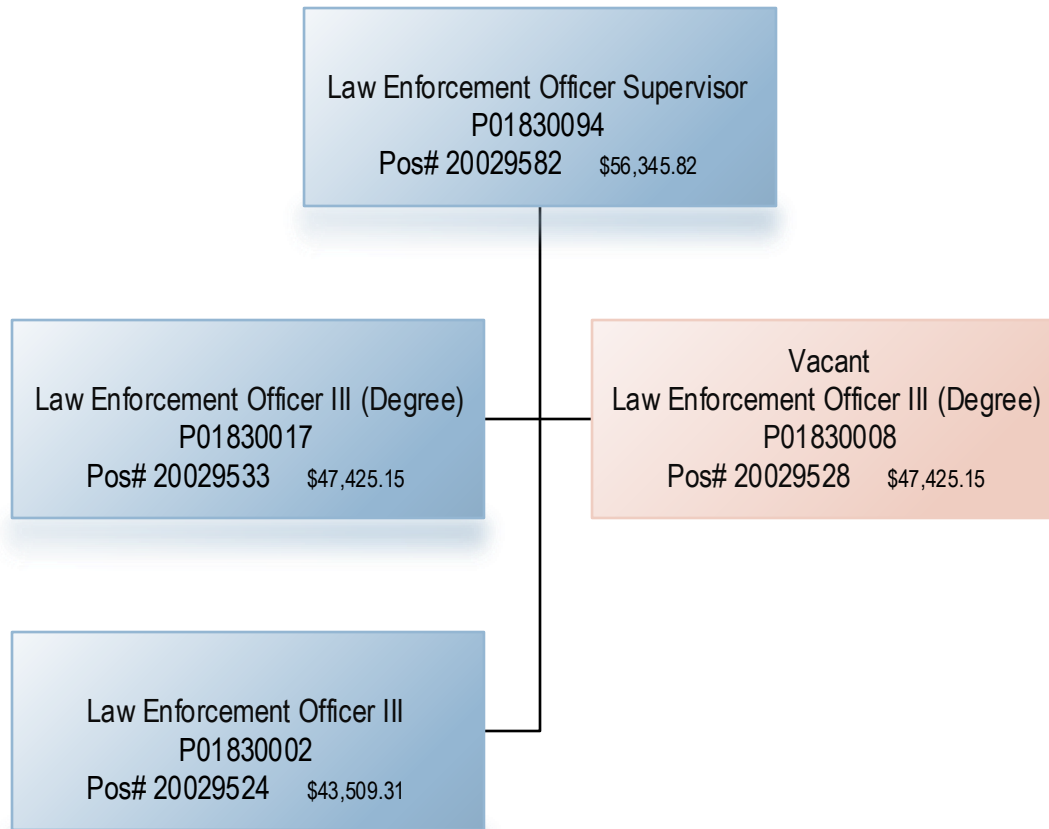 Law Enforcement Officer Supervisor
P01830094
Pos# 20029582 $56,345.82
Law Enforcement Officer III (Degree)
P01830017
Pos# 20029533 $47,425.15
Vacant
Law Enforcement Officer III (Degree)
P01830008
Pos# 20029528 $47,425.15
Law Enforcement Officer III
P01830002
Pos# 20029524 $43,509.31